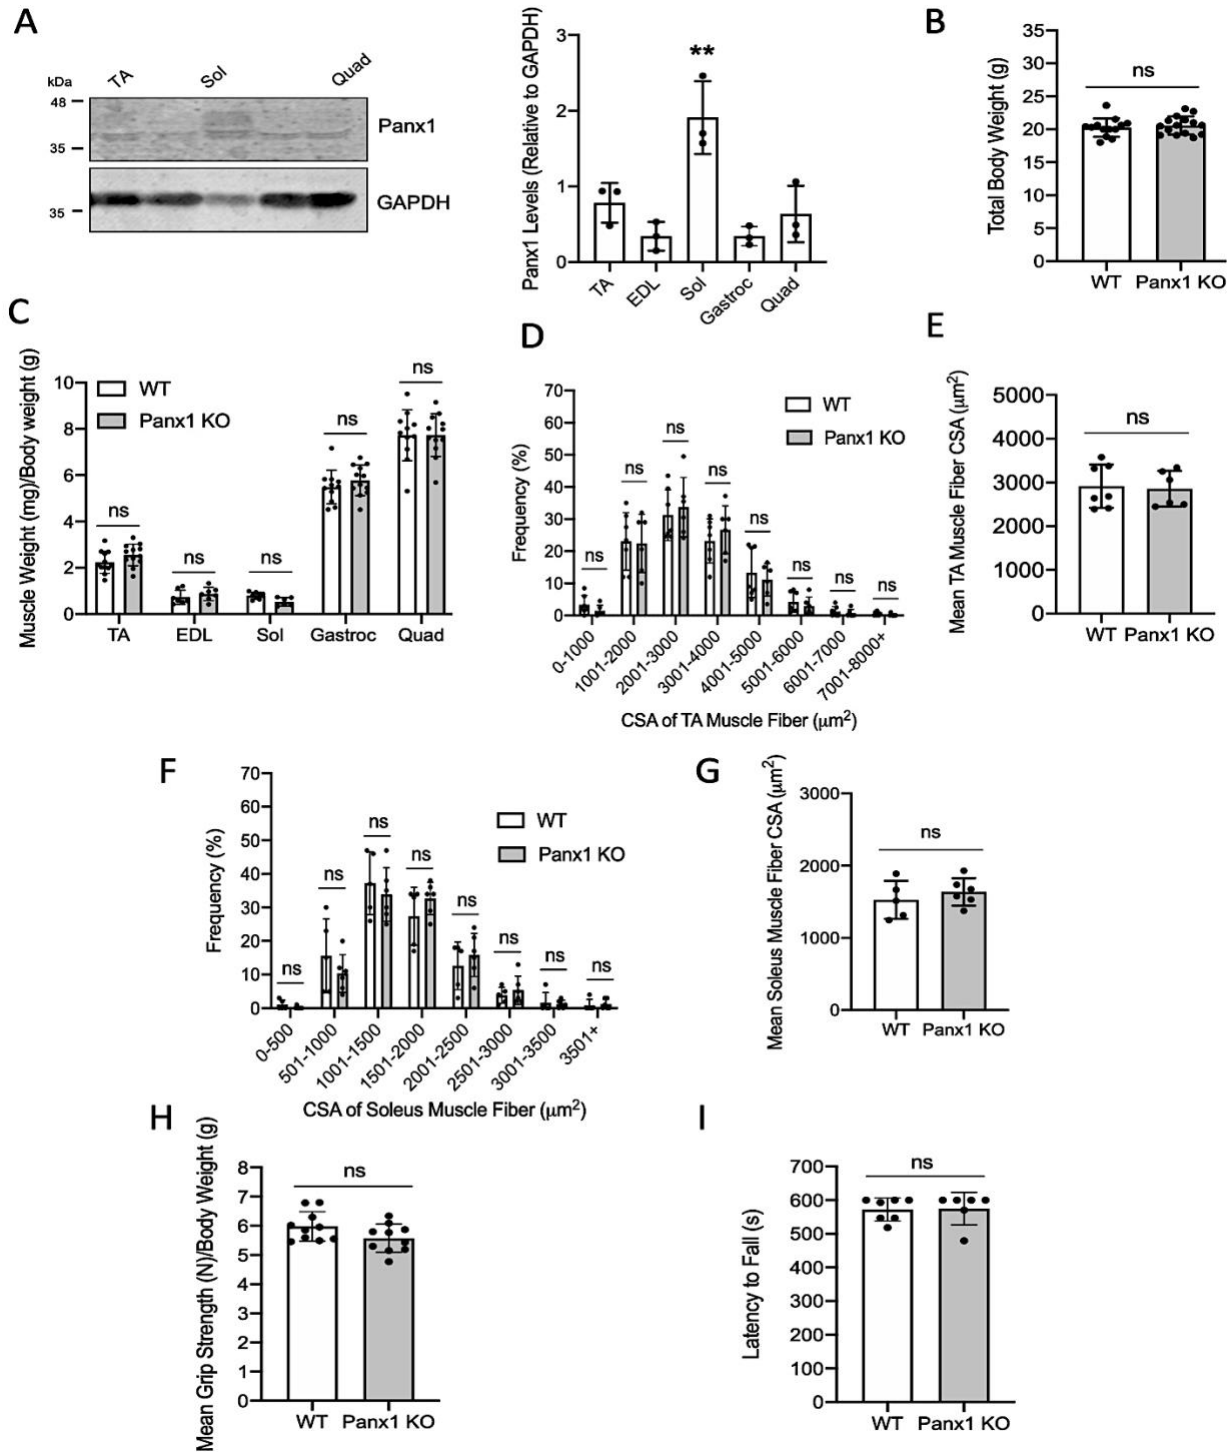 A
kDa
TA
Sol
Quad
48
35
Panx1
35
GAPDH
Panx1 Levels (Relative to GAPDH)
3
2
1
0
**
TA
EDL
Sol
Gastroc
Quad
B
Total Body Weight (g)
35
30
25
20
15
10
5
0
ns
WT
Panx1 KO
C
Muscle Weight (mg)/Body weight (g)
10
8
6
4
2
0
WT
Panx1 KO
ns
ns
ns
ns
ns
TA
EDL
Sol
Gastroc
Quad
D
Frequency (%)
70
60
50
40
30
20
10
0
WT
Panx1 KO
ns
ns
ns
ns
ns
ns
ns
ns
0-1000
1001-2000
2001-3000
3001-4000
4001-5000
5001-6000
6001-7000
7001-8000+
CSA of TA Muscle Fiber (μm²)
E
Mean TA Muscle Fiber CSA (μm²)
5000
4000
3000
2000
1000
0
ns
WT
Panx1 KO
F
Frequency (%)
70
60
50
40
30
20
10
0
WT
Panx1 KO
ns
ns
ns
ns
ns
ns
ns
ns
0-500
501-1000
1001-1500
1501-2000
2001-2500
2501-3000
3001-3500
3501+
CSA of Soleus Muscle Fiber (μm²)
G
Mean Soleus Muscle Fiber CSA (μm²)
3000
2000
1000
0
ns
WT
Panx1 KO
H
Mean Grip Strength (N)/Body Weight (g)
8
7
6
5
4
3
2
1
0
ns
WT
Panx1 KO
I
Latency to Fall (s)
700
600
500
400
300
200
100
0
ns
WT
Panx1 KO